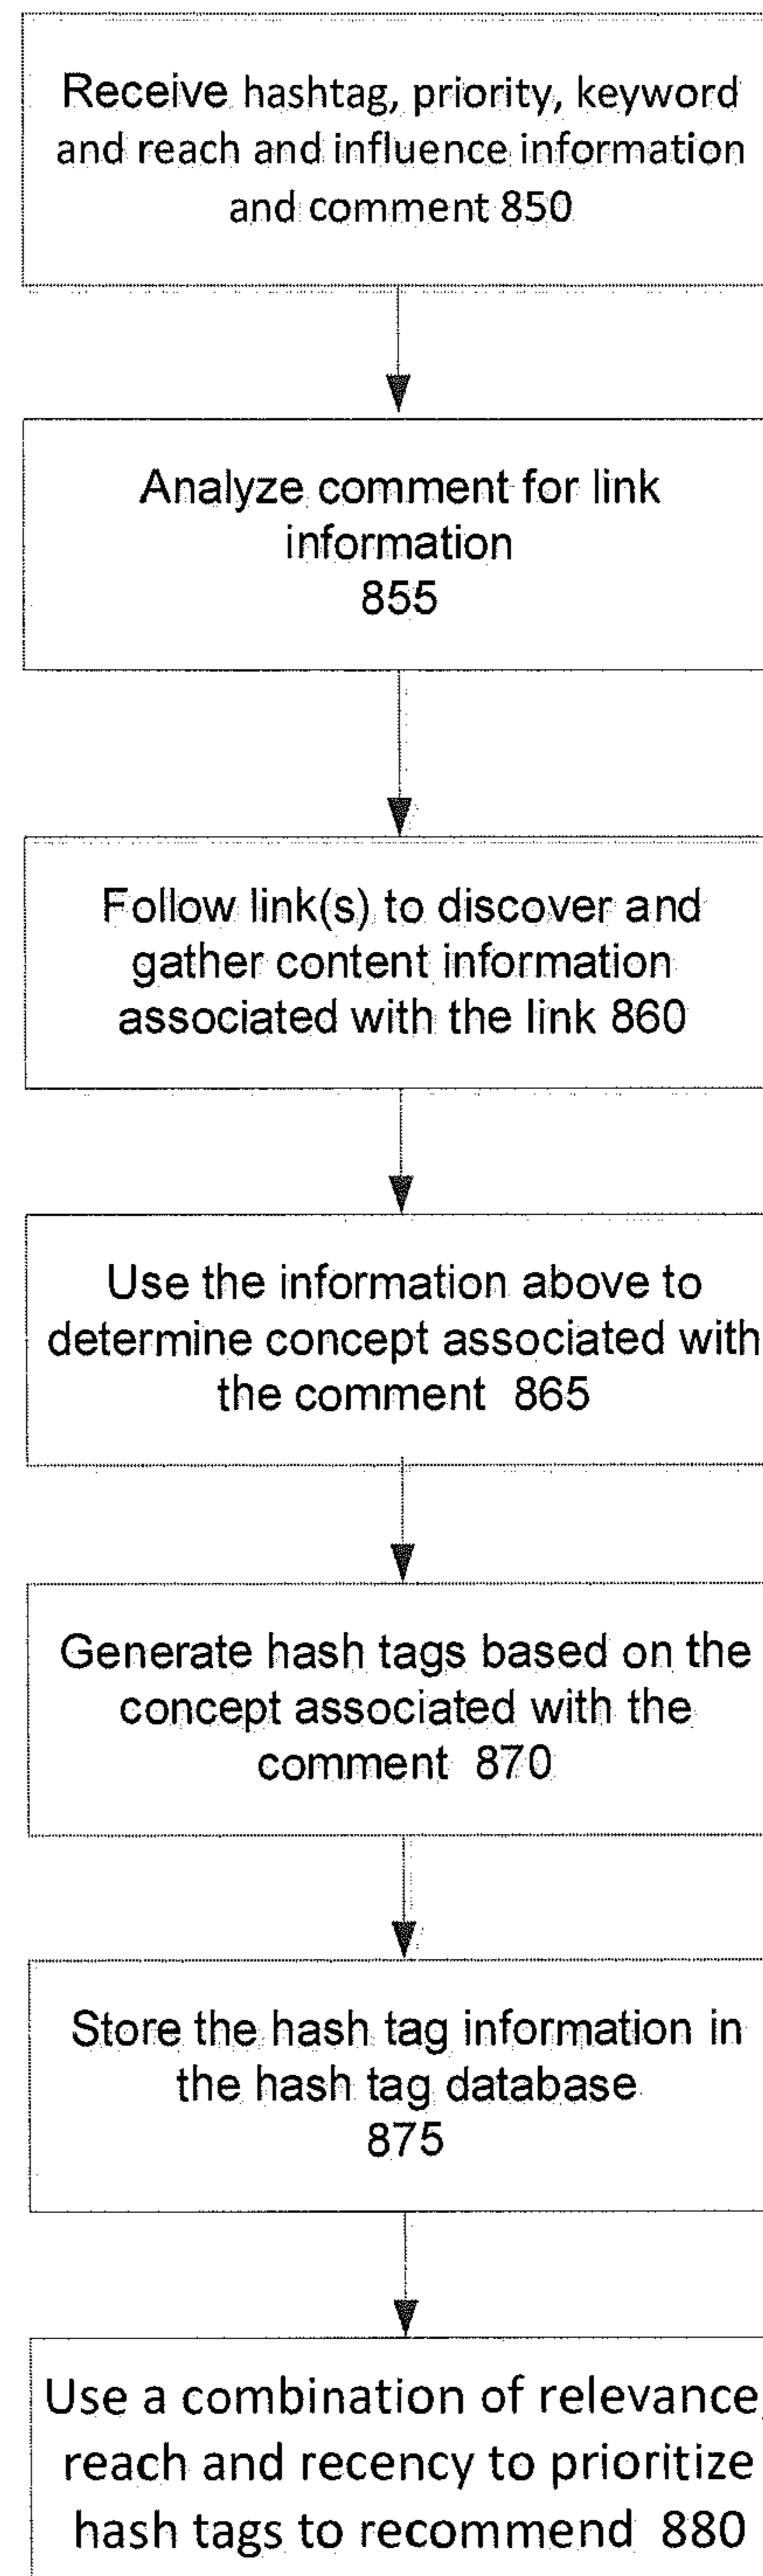 Receive hashtag, priority, keyword
and reach and influence information
and comment 850
Analyze comment for link
information
855
Follow link(s) to discover and
gather content information
associated with the link 860
Use the information above to
determine concept associated with
the comment 865
Generate hash tags based on the
concept associated with the
comment 870
Store the hash tag information in
the hash tag database
875
Use a combination of relevance,
reach and recency to prioritize
hash tags to recommend 880